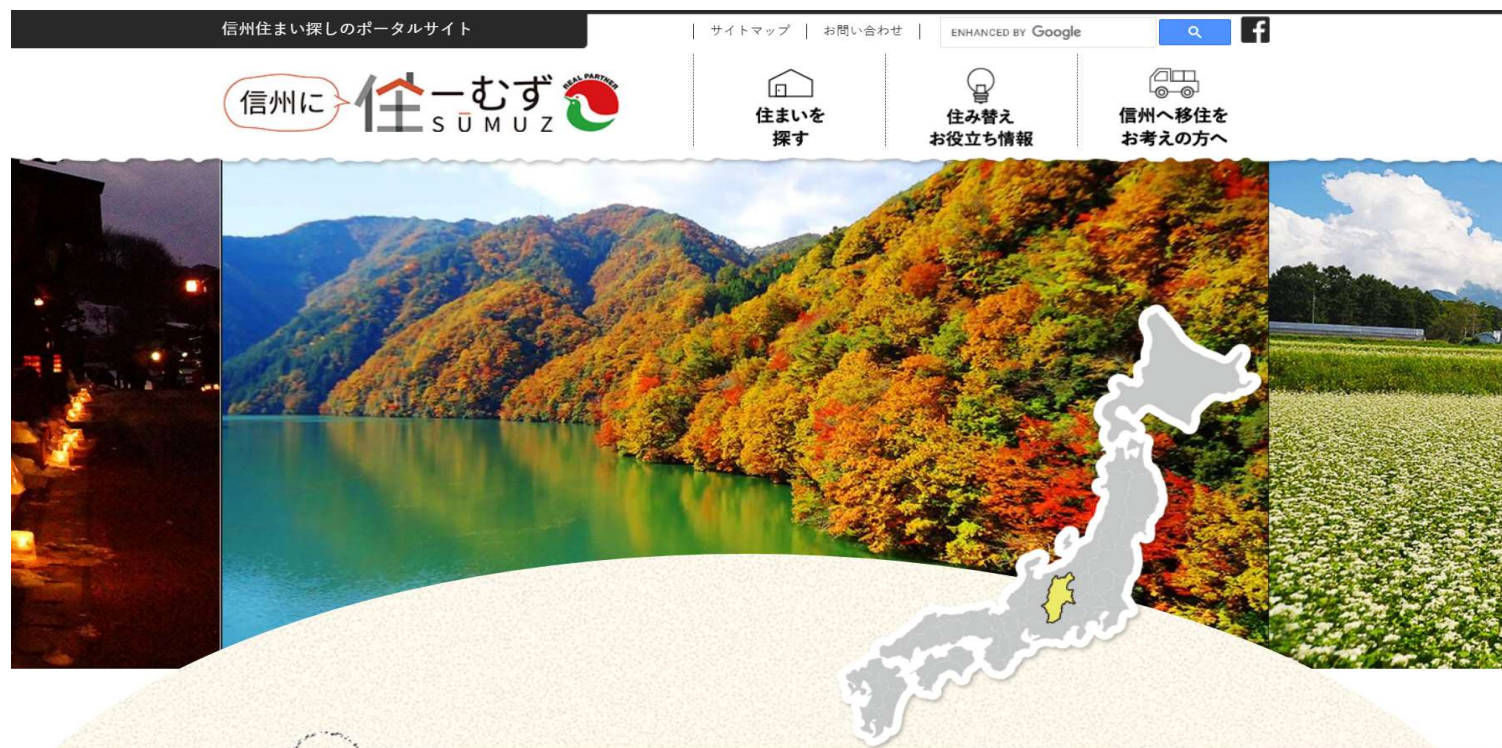 信州住まい探しのポータルサイト
サイトマップ
お問い合わせ
ENHANCED BY Google
信州に
住ーむず
SŪMUZ
REAL PARTNER
住まいを
探す
住み替え
お役立ち情報
信州へ移住を
お考えの方へ